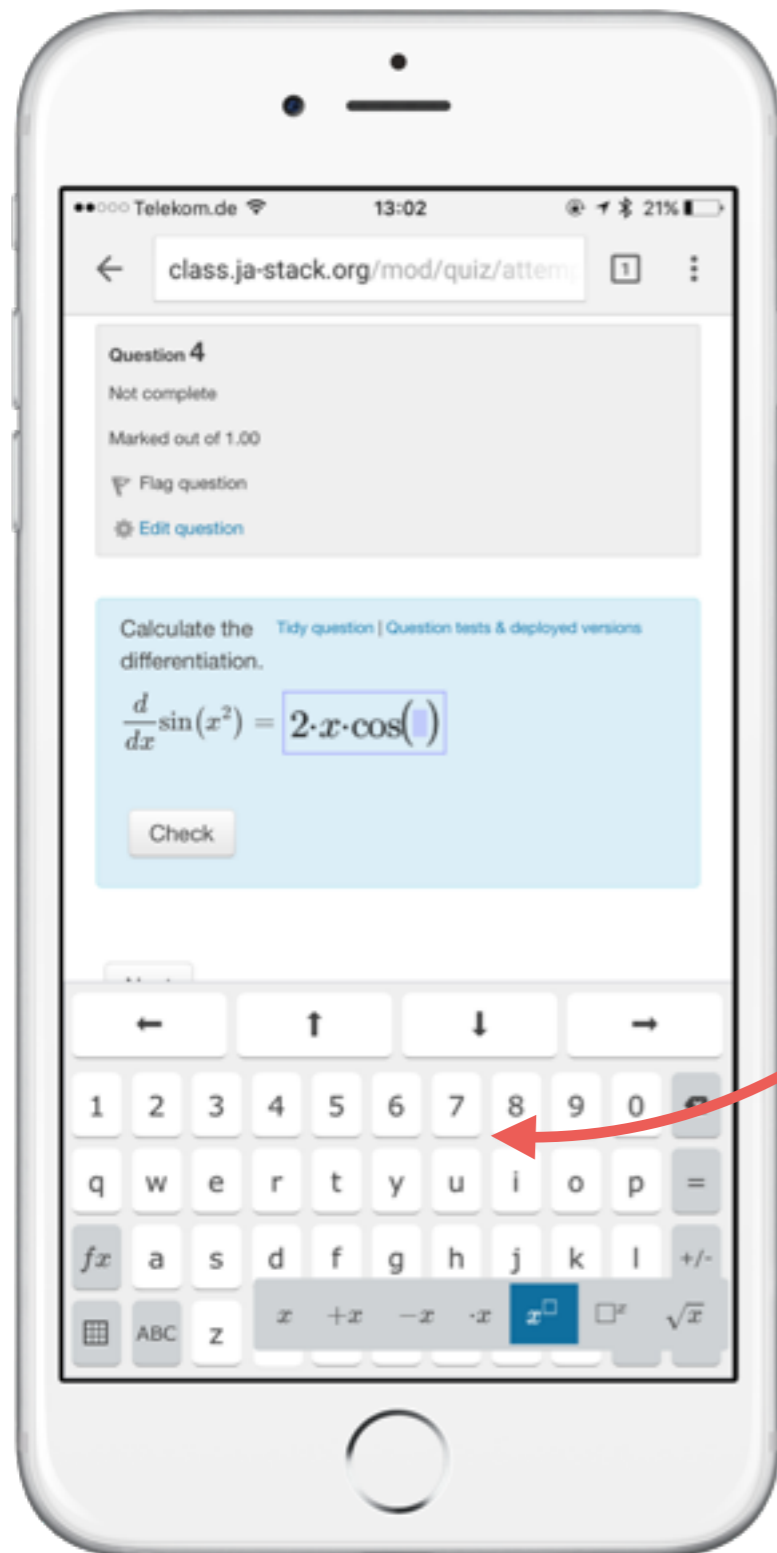 Telekom.de 13:02 21%
class.ja-stack.org/mod/quiz/attem
1
Question 4
Not complete
Marked out of 1.00
Flag question
Edit question
Calculate the Tidy question | Question tests & deployed versions
differentiation.
d/dx sin(x²) = 2·x·cos( )
Check
← ↑ ↓ →
1 2 3 4 5 6 7 8 9 0
q w e r t y u i o p =
fx a s d f g h j k l +/-
ABC z x +x −x ·x x□ □x √x